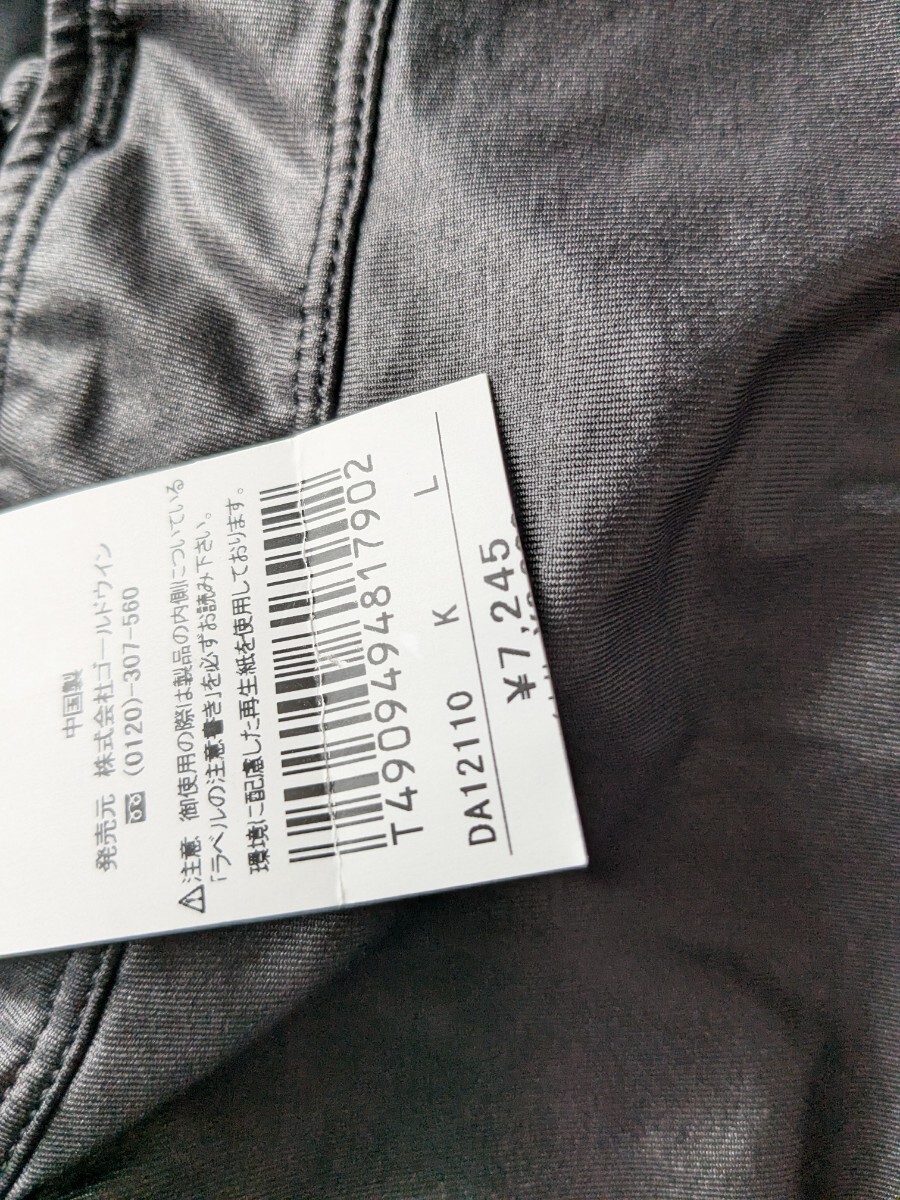 中国製
発売元 株式会社ゴールドウイン
(0120)-307-560
注意 御使用の際は製品の内側についている
「ラベルの注意書き」を必ずお読み下さい。
環境に配慮した再生紙を使用しております。
T4909494817902
DA12110 K L
¥7,245